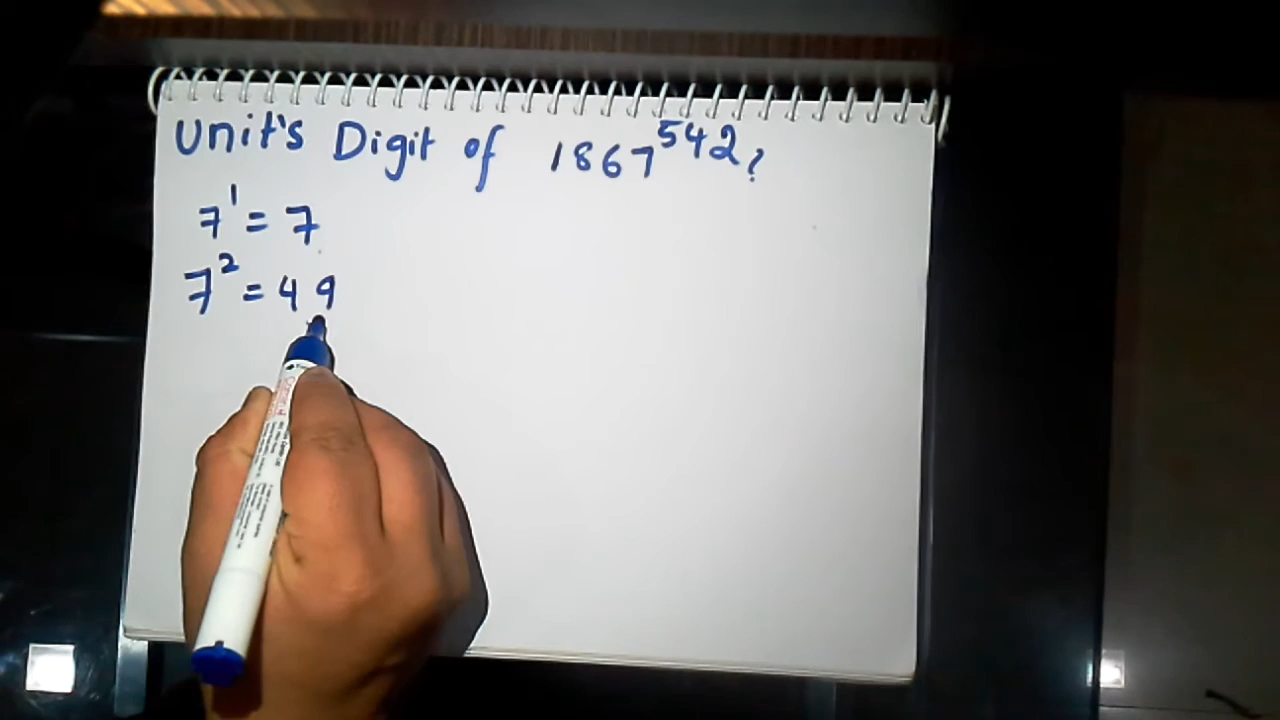 Unit's Digit of 1867^542?
7^1 = 7
7^2 = 49